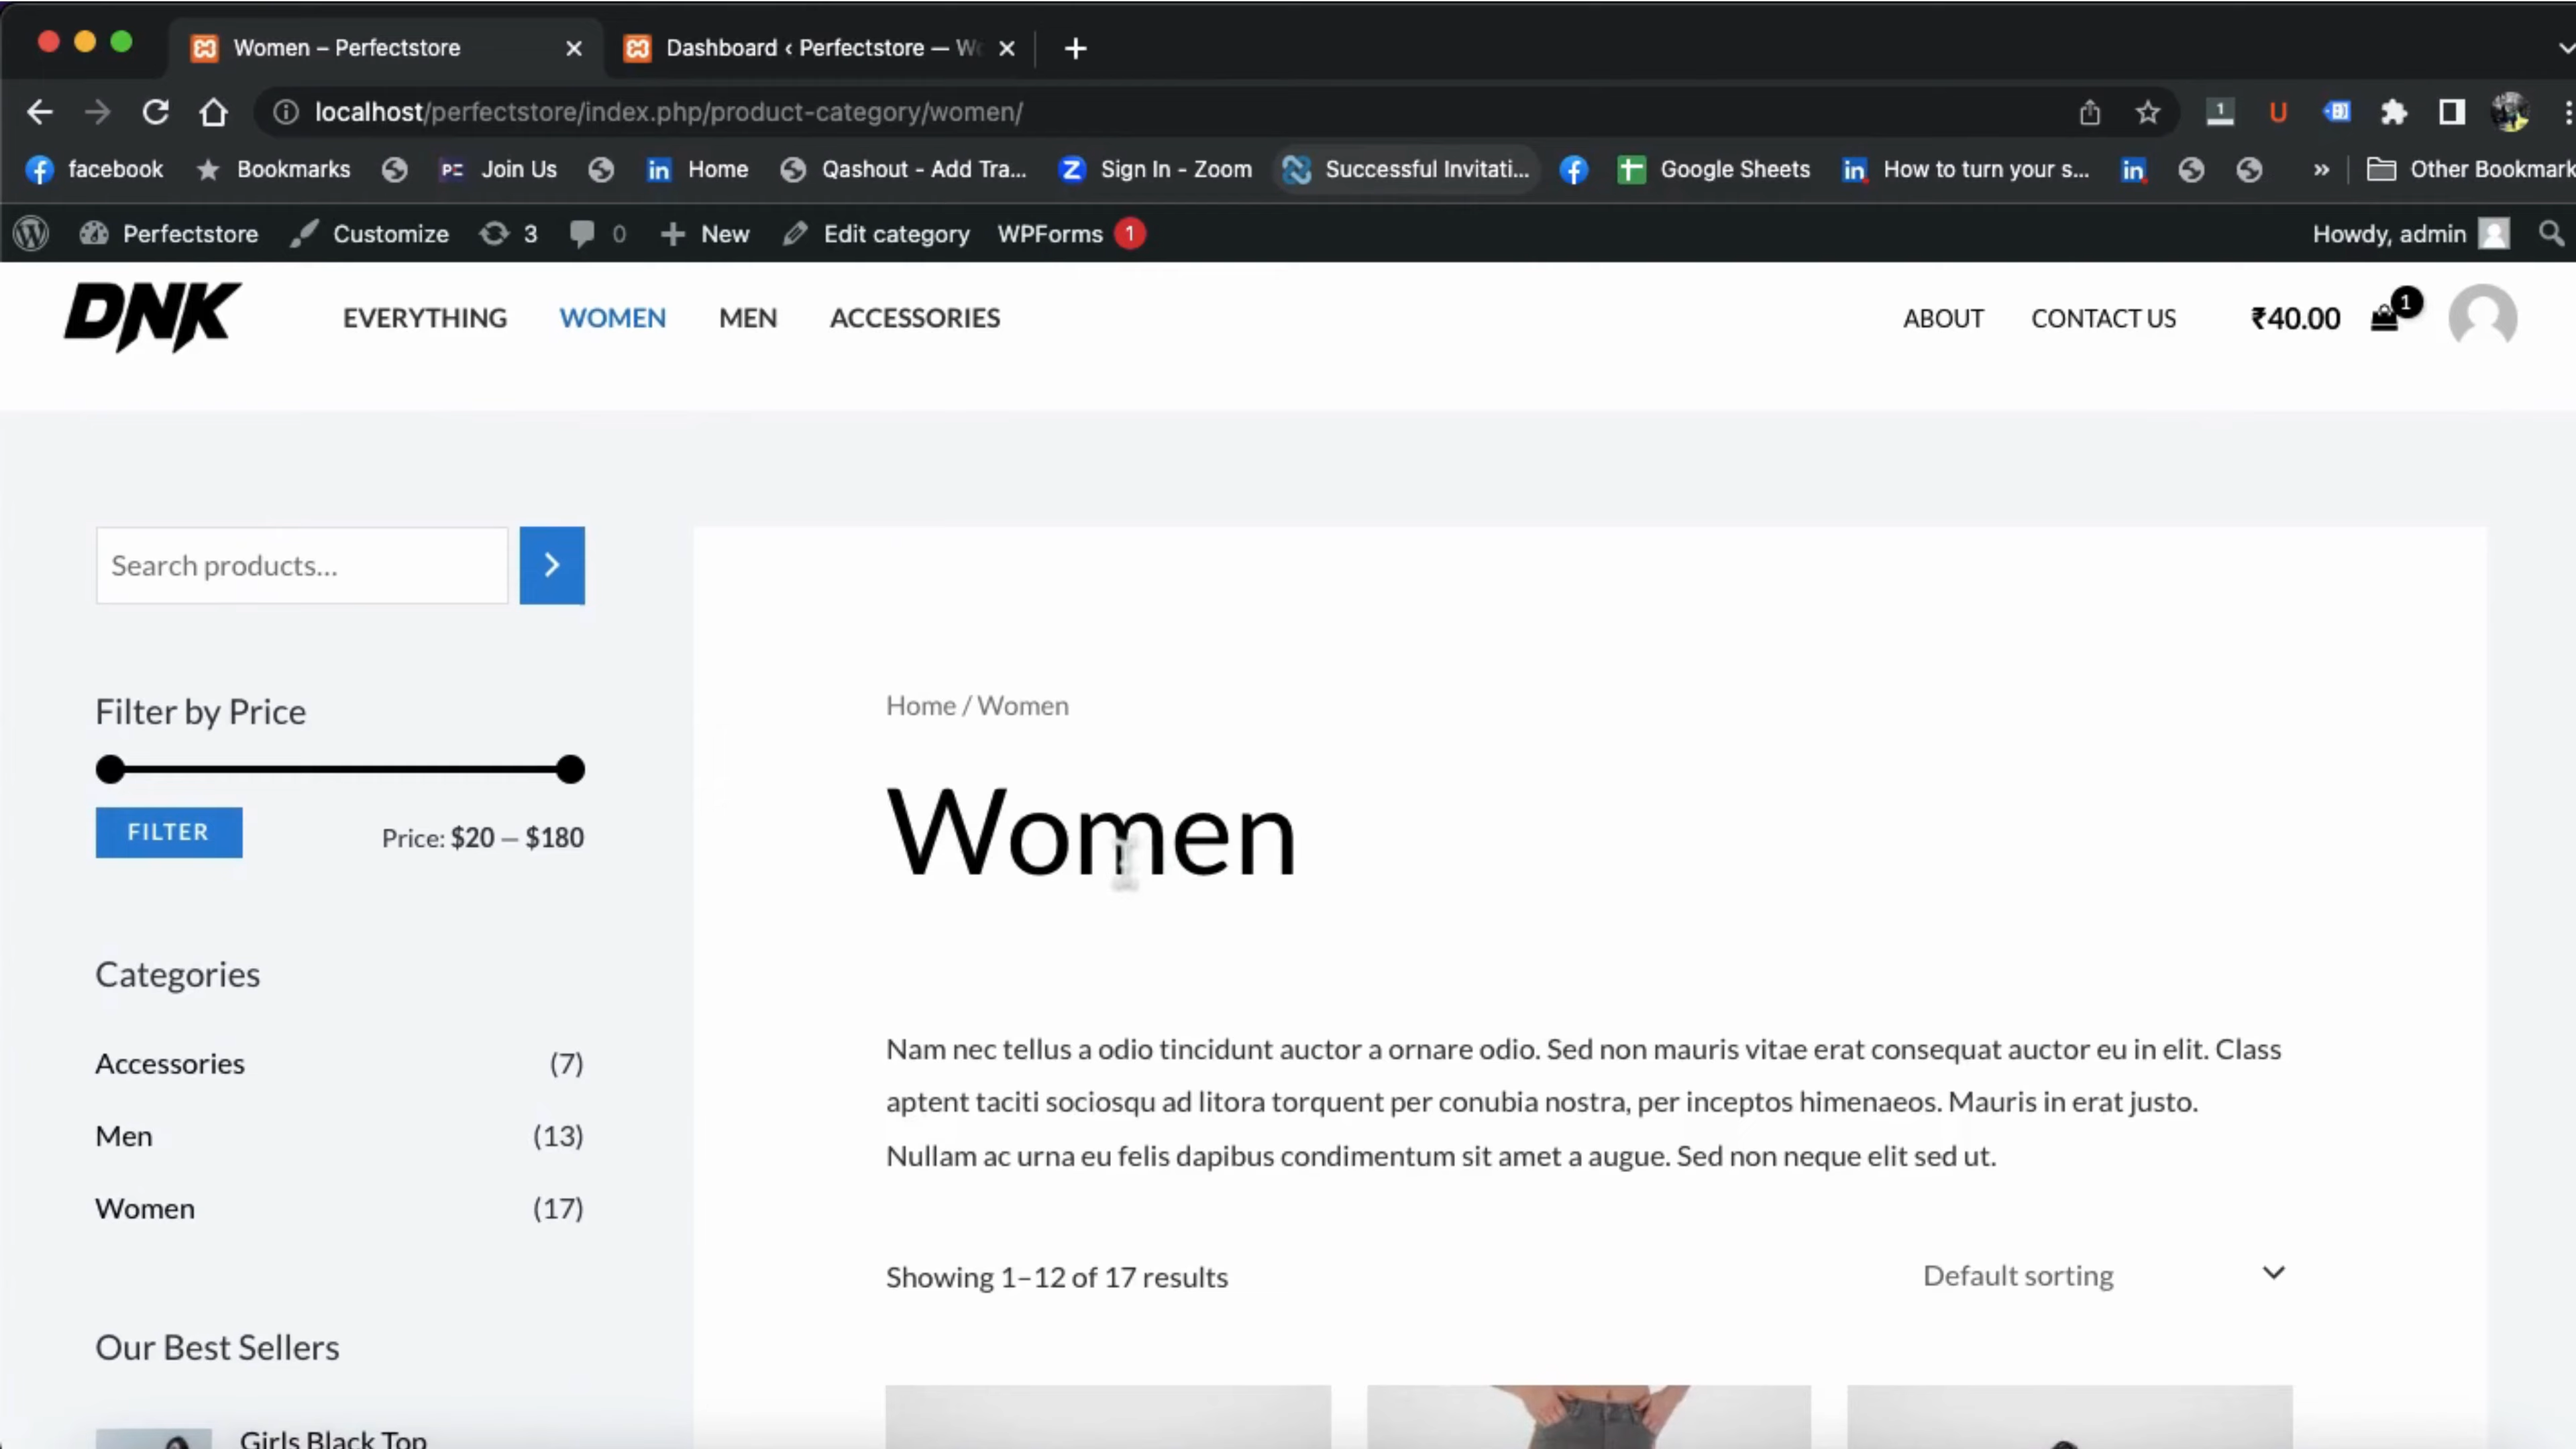 Women – Perfectstore
Dashboard ‹ Perfectstore —
localhost/perfectstore/index.php/product-category/women/
1 U
facebook Bookmarks PE Join Us in Home Qashout - Add Tra... Z Sign In - Zoom Successful Invitati... Google Sheets in How to turn your s... in » Other Bookmark
Perfectstore Customize 3 0 New Edit category WPForms 1 Howdy, admin
DNK EVERYTHING WOMEN MEN ACCESSORIES ABOUT CONTACT US ₹40.00 1
Search products...
Filter by Price
FILTER Price: $20 — $180
Categories
Accessories (7)
Men (13)
Women (17)
Our Best Sellers
Girls Black Top
Home / Women
Women
Nam nec tellus a odio tincidunt auctor a ornare odio. Sed non mauris vitae erat consequat auctor eu in elit. Class
aptent taciti sociosqu ad litora torquent per conubia nostra, per inceptos himenaeos. Mauris in erat justo.
Nullam ac urna eu felis dapibus condimentum sit amet a augue. Sed non neque elit sed ut.
Showing 1–12 of 17 results Default sorting